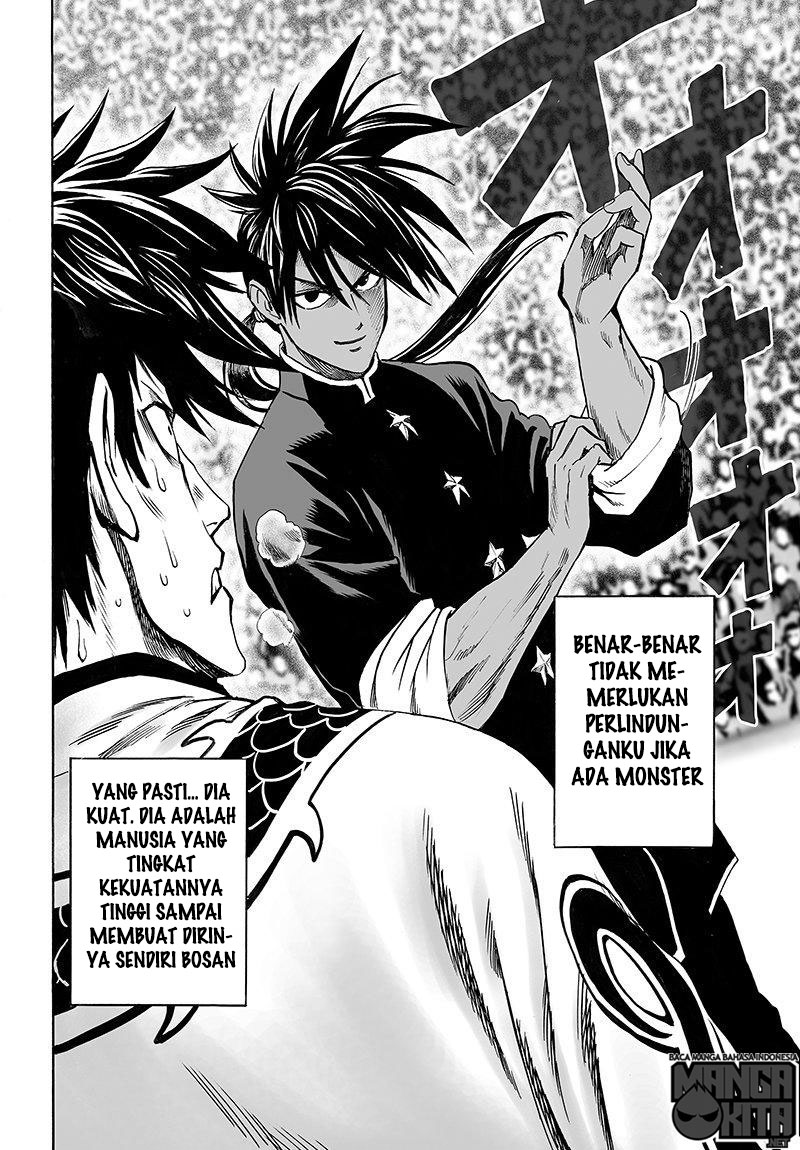 オオオオオオ
BENAR-BENAR
TIDAK ME-
MERLUKAN
PERLINDUN-
GANKU JIKA
ADA MONSTER
YANG PASTI... DIA
KUAT. DIA ADALAH
MANUSIA YANG
TINGKAT
KEKUATANNYA
TINGGI SAMPAI
MEMBUAT DIRIN-
YA SENDIRI BOSAN
BACA MANGA BAHASA INDONESIA
MANGA
KITA
.NET